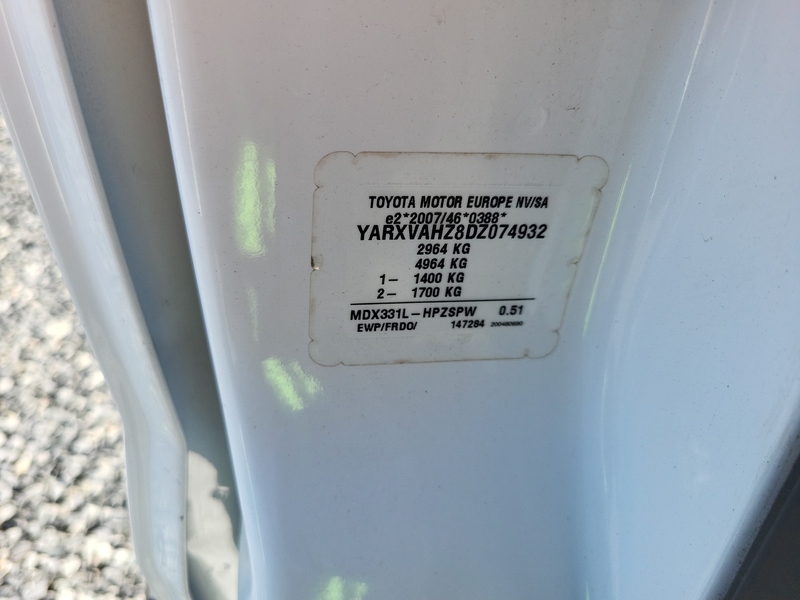 TOYOTA MOTOR EUROPE NV/SA
e2*2007/46*0388*
YARXVAHZ8DZ074932
2964 KG
4964 KG
1- 1400 KG
2- 1700 KG
MDX331L-HPZSPW 0.51
EWP/FRDO/ 147284